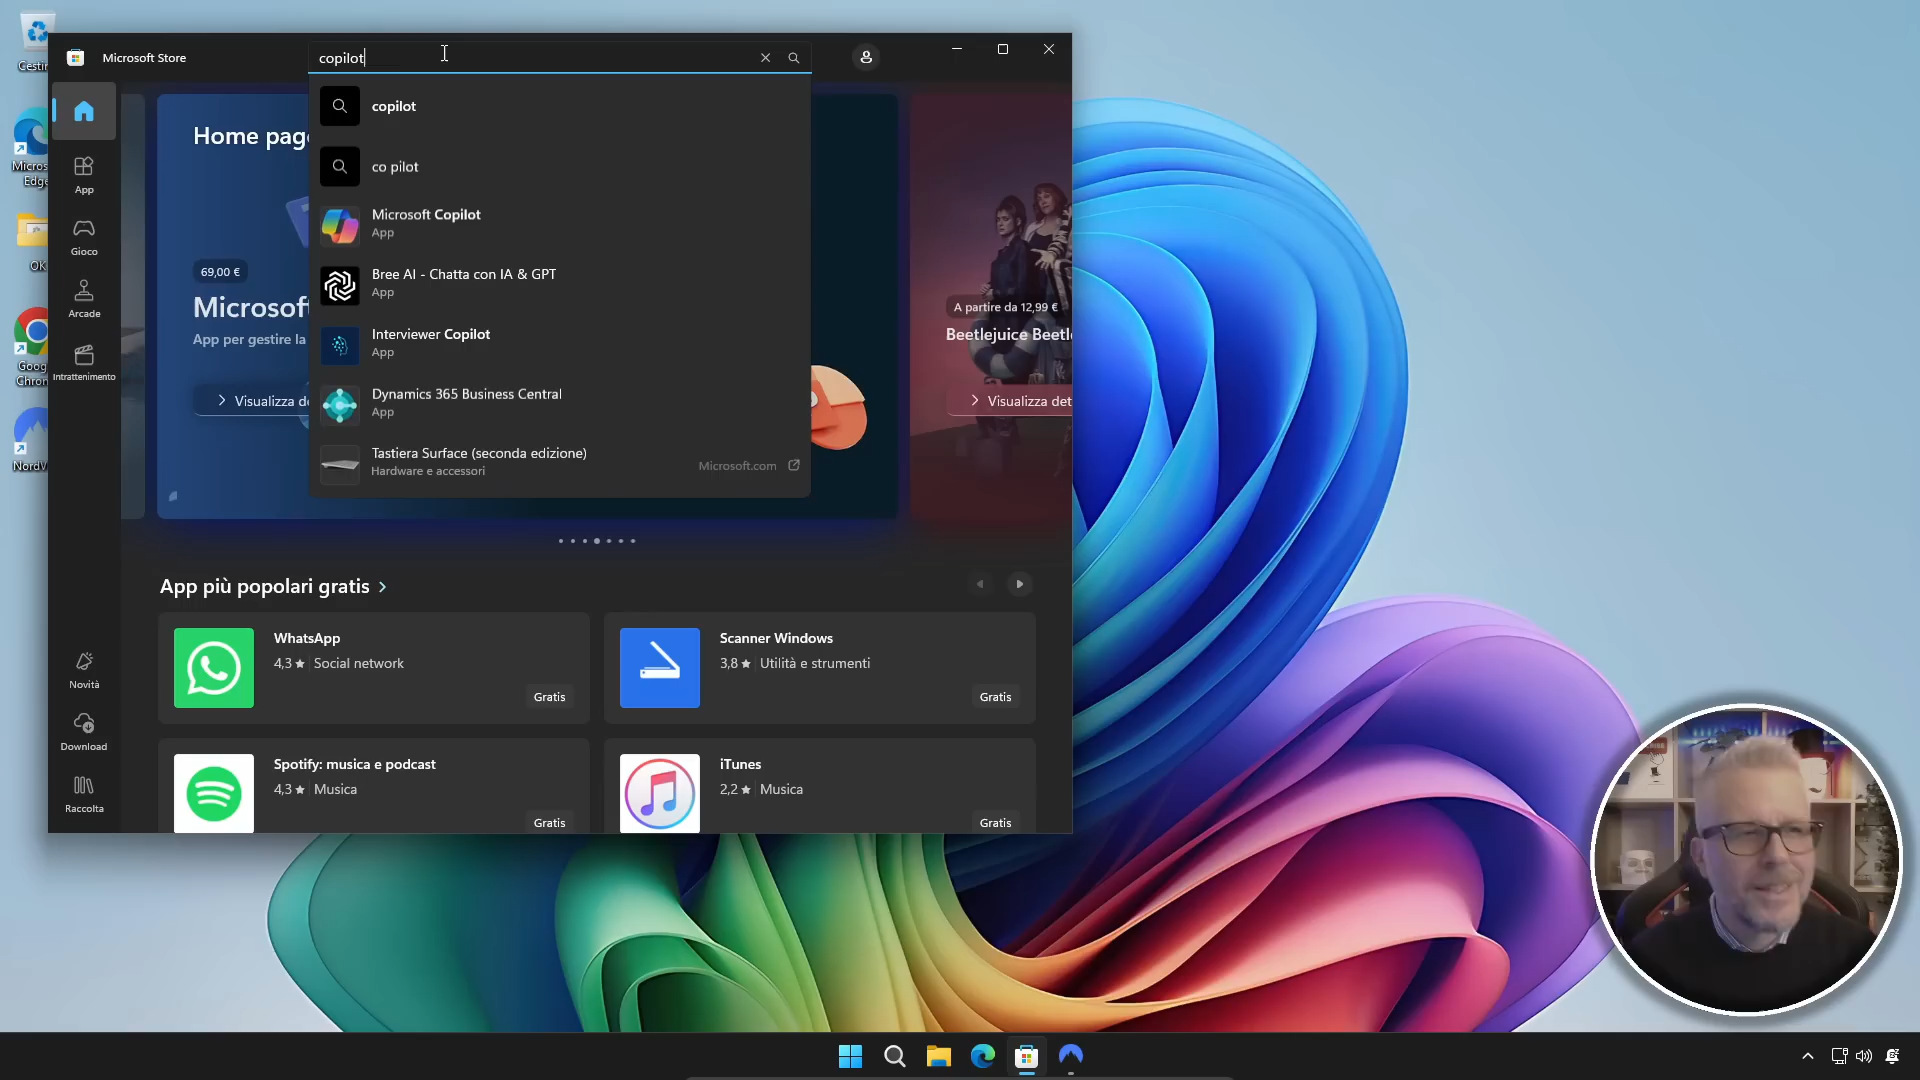 Cestin
Microsoft Store
copilot
copilot
co pilot
Microsoft Copilot
App
Bree AI - Chatta con IA & GPT
App
Interviewer Copilot
App
Dynamics 365 Business Central
App
Tastiera Surface (seconda edizione)
Hardware e accessori
Microsoft.com
App
Gioco
Arcade
Intrattenimento
Novità
Download
Raccolta
Micros
Edge
OK
Goog
Chron
NordV
Home pag
69,00 €
Microsoft
App per gestire la
Visualizza de
A partire da 12,99 €
Beetlejuice Beetl
Visualizza det
App più popolari gratis
WhatsApp
4,3 ★ Social network
Gratis
Scanner Windows
3,8 ★ Utilità e strumenti
Gratis
Spotify: musica e podcast
4,3 ★ Musica
Gratis
iTunes
2,2 ★ Musica
Gratis